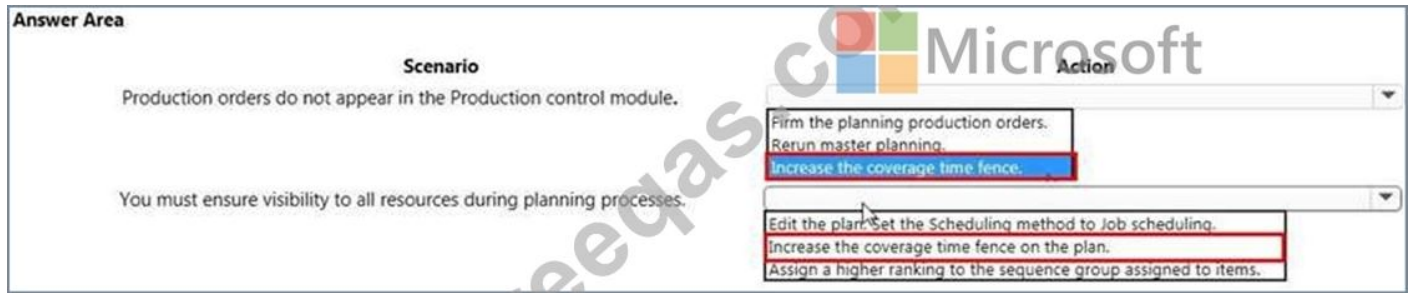 Answer Area
Microsoft
Scenario
Action
Production orders do not appear in the Production control module.
Firm the planning production orders.
Rerun master planning.
Increase the coverage time fence.
You must ensure visibility to all resources during planning processes.
Edit the plan. Set the Scheduling method to Job scheduling.
Increase the coverage time fence on the plan.
Assign a higher ranking to the sequence group assigned to items.